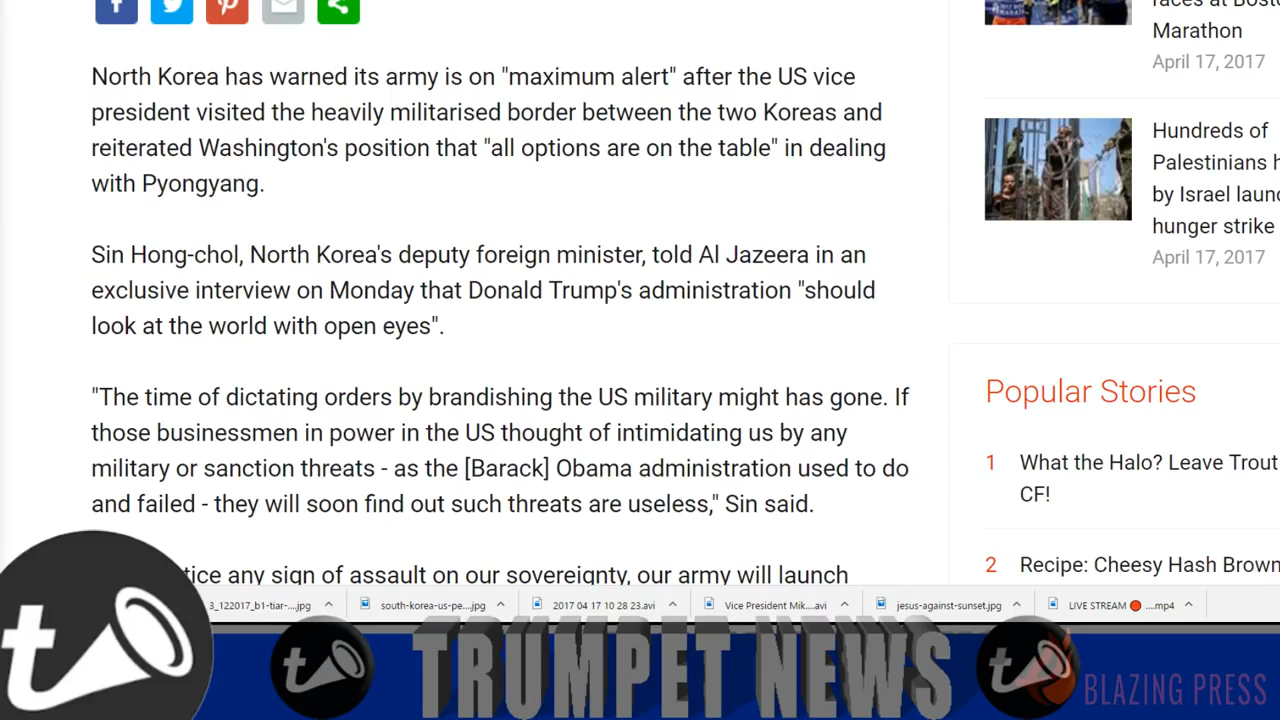 North Korea has warned its army is on "maximum alert" after the US vice
president visited the heavily militarised border between the two Koreas and
reiterated Washington's position that "all options are on the table" in dealing
with Pyongyang.
Sin Hong-chol, North Korea's deputy foreign minister, told Al Jazeera in an
exclusive interview on Monday that Donald Trump's administration "should
look at the world with open eyes".
"The time of dictating orders by brandishing the US military might has gone. If
those businessmen in power in the US thought of intimidating us by any
military or sanction threats - as the [Barack] Obama administration used to do
and failed - they will soon find out such threats are useless," Sin said.
any sign of assault on our sovereignty, our army will launch
Marathon
April 17, 2017
Hundreds of
Palestinians h
by Israel laun
hunger strike
April 17, 2017
Popular Stories
1 What the Halo? Leave Trout
CF!
2 Recipe: Cheesy Hash Brown
3_122017_b1-tiar-....jpg
south-korea-us-pe....jpg
2017 04 17 10 28 23.avi
Vice President Mik....avi
jesus-against-sunset.jpg
LIVE STREAM 🔴 ....mp4
t
t TRUMPET NEWS t
BLAZING PRESS